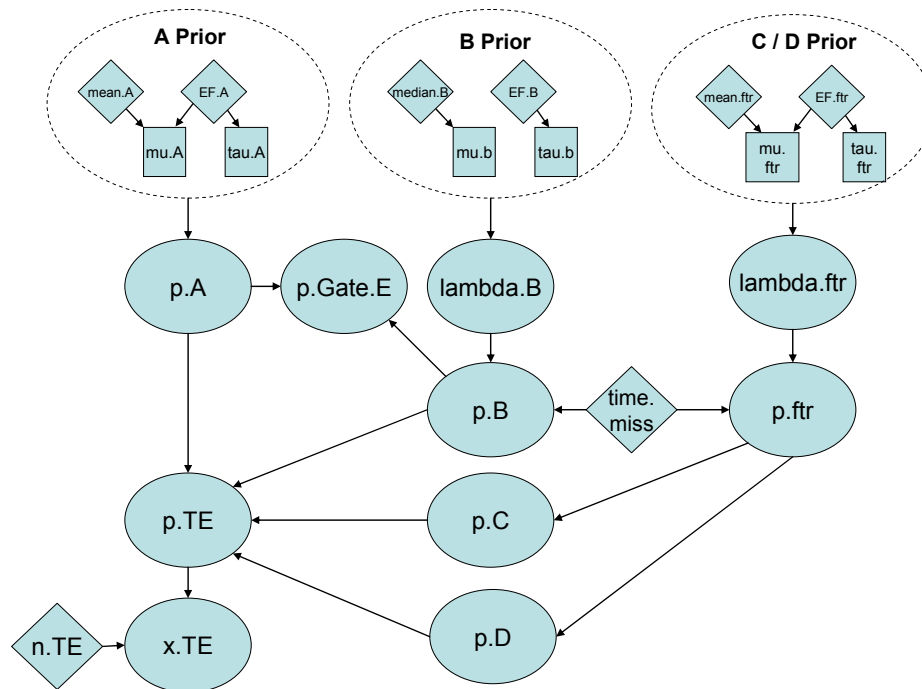 A Prior
B Prior
C / D Prior
mean.A
EF.A
median.B
EF.B
mean.ftr
EF.ftr
mu.A
tau.A
mu.b
tau.b
mu.
ftr
tau.
ftr
p.A
p.Gate.E
lambda.B
lambda.ftr
p.B
time.
miss
p.ftr
p.TE
p.C
n.TE
x.TE
p.D